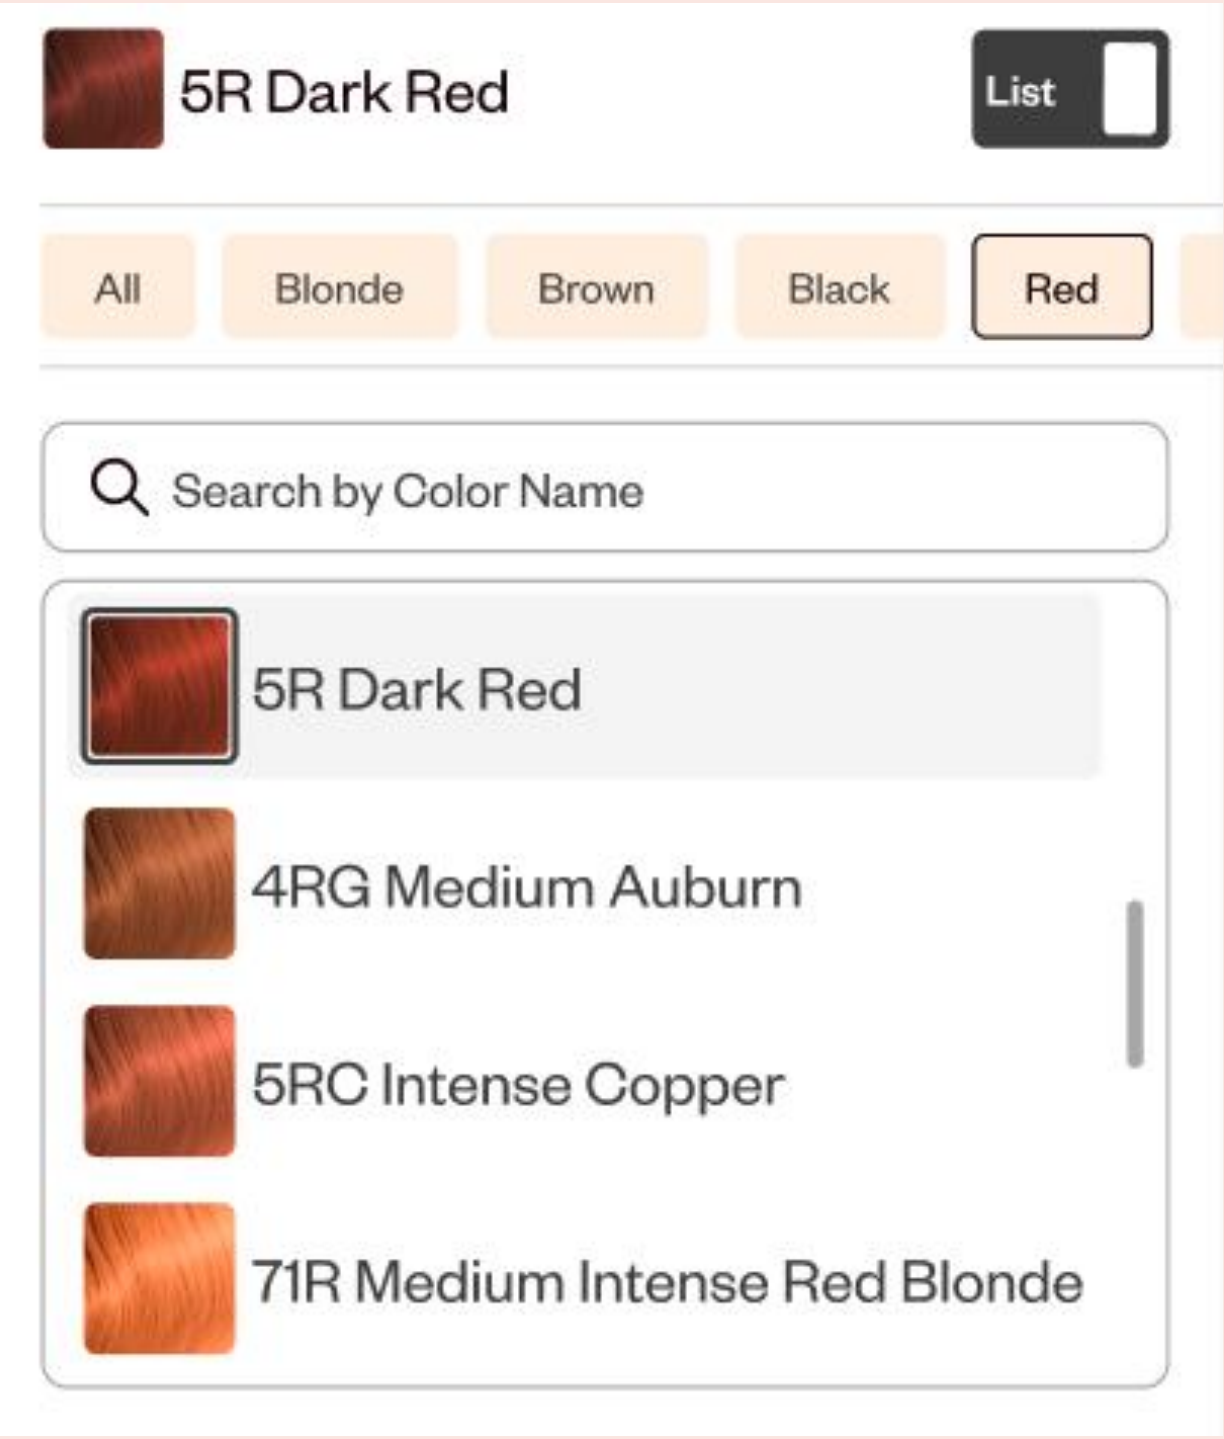 5R Dark Red
List
All
Blonde
Brown
Black
Red
Search by Color Name
5R Dark Red
4RG Medium Auburn
5RC Intense Copper
71R Medium Intense Red Blonde